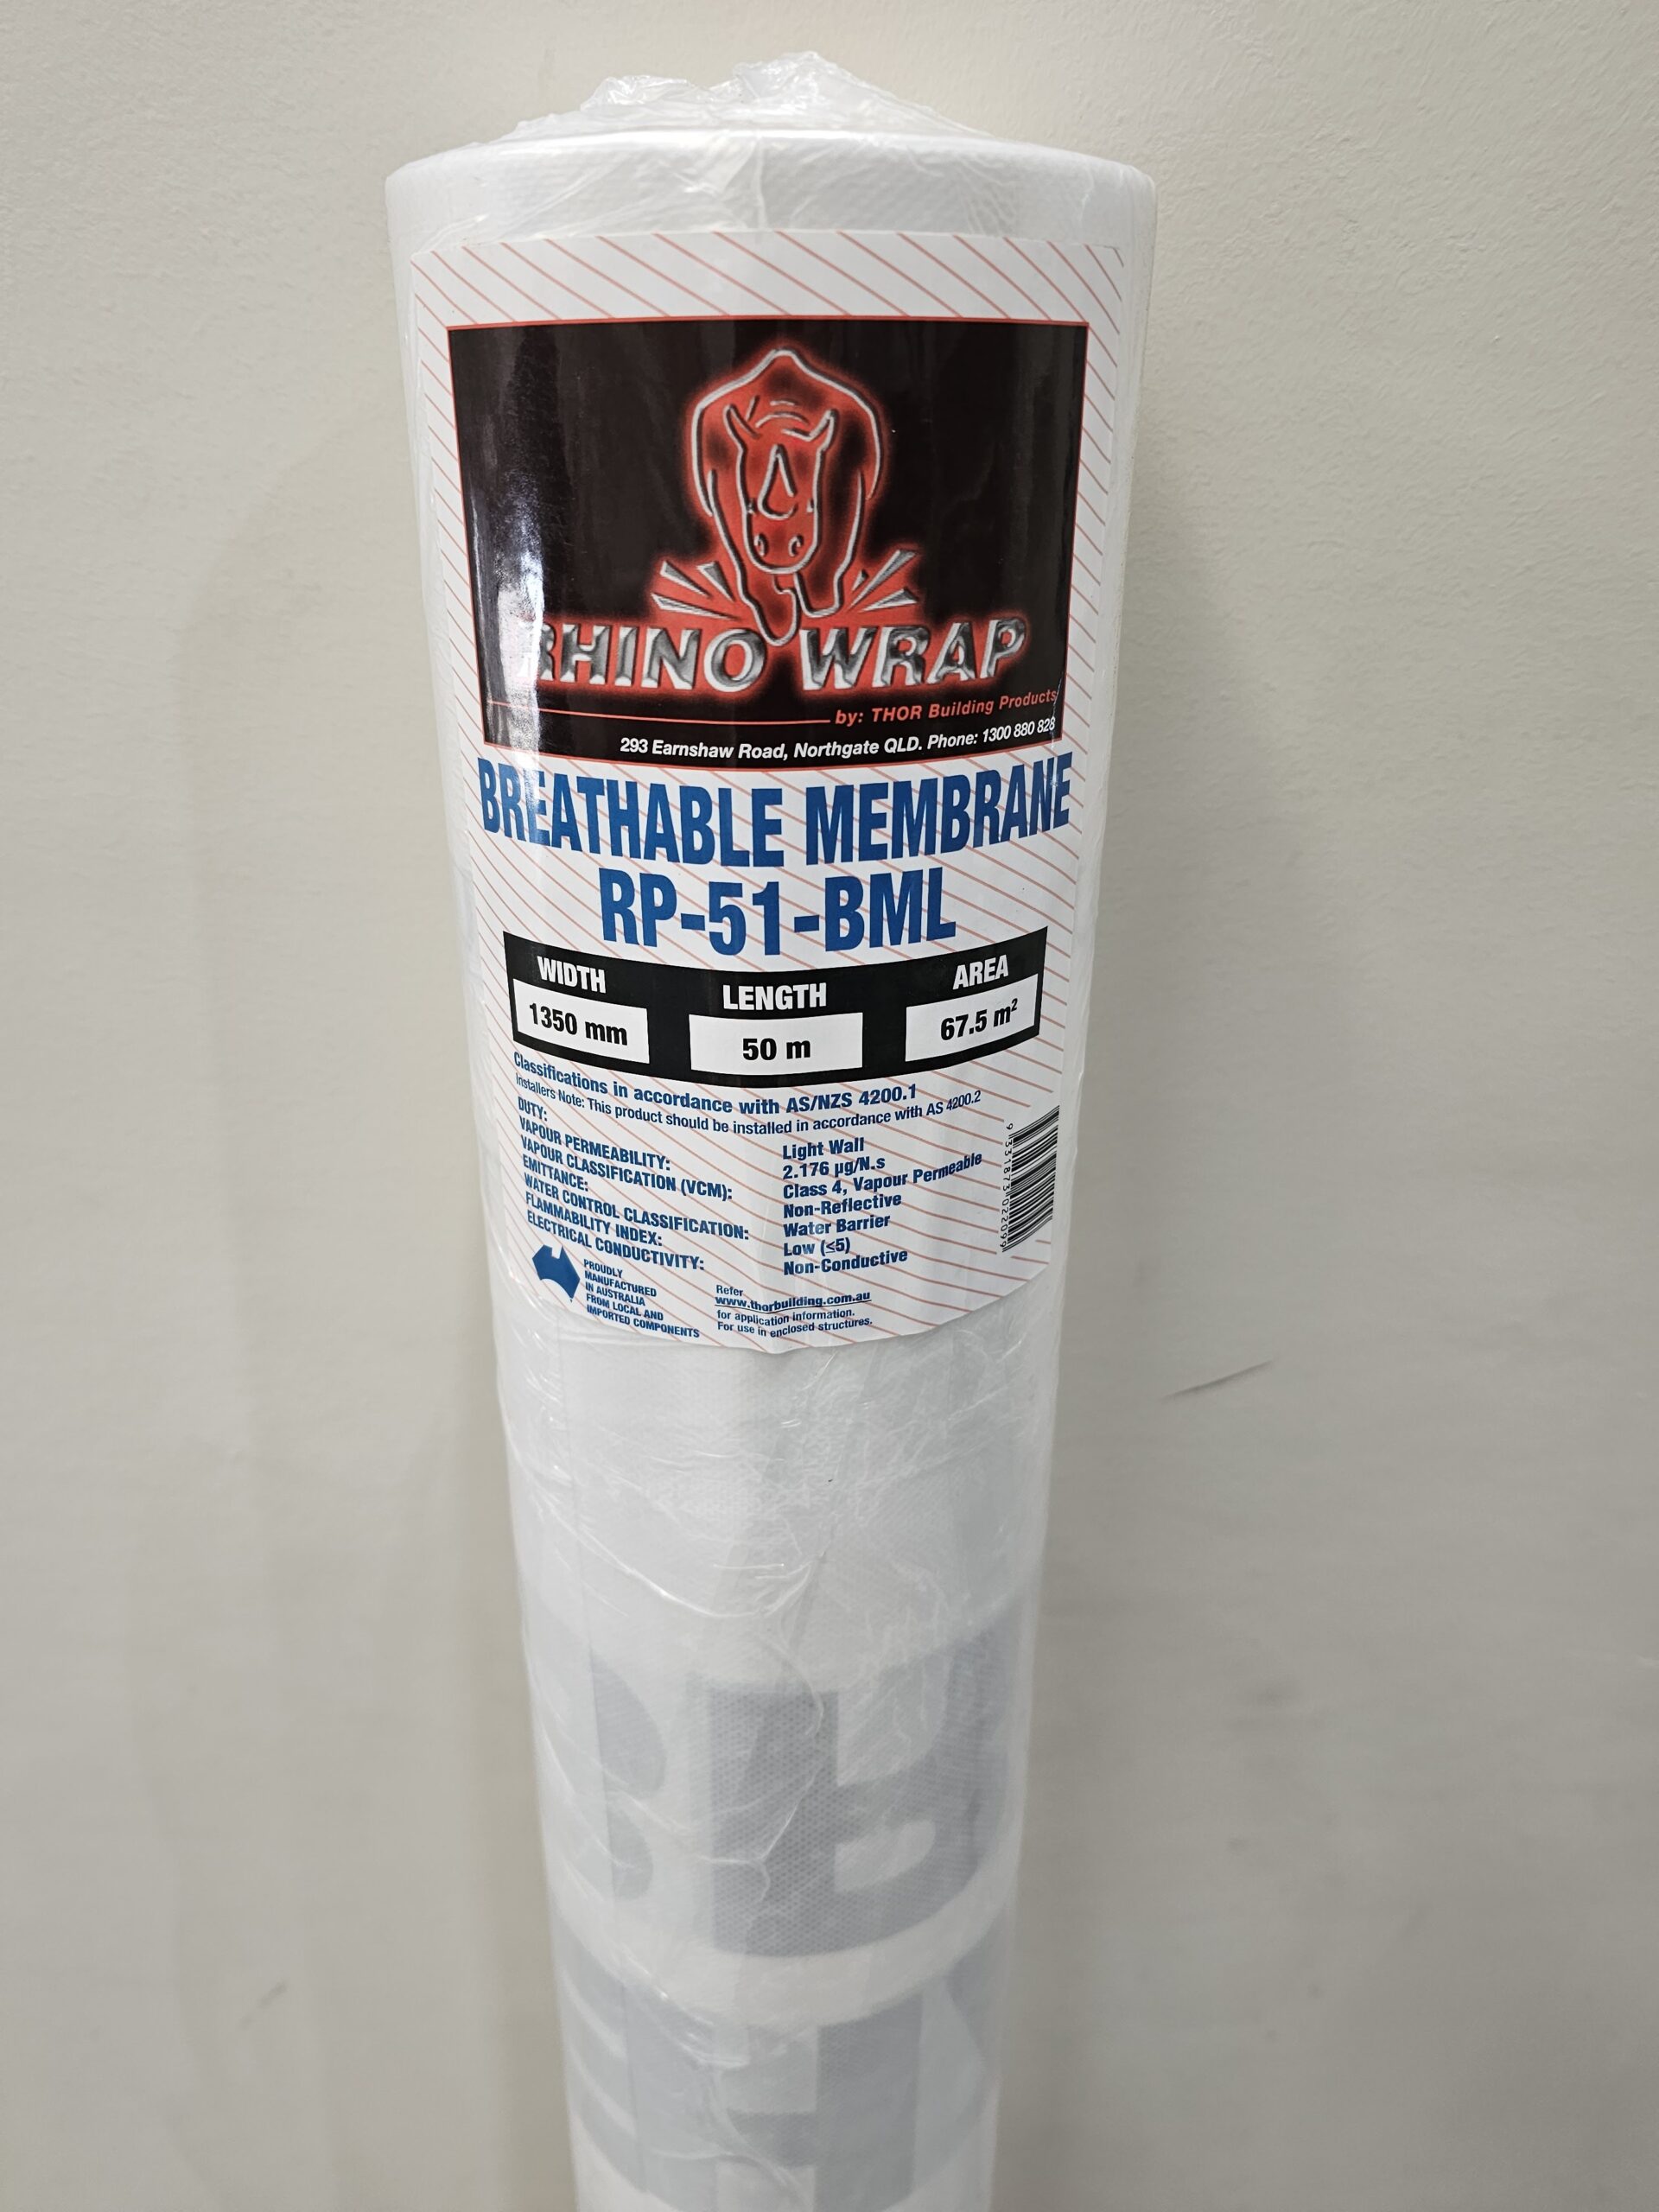 RHINO WRAP
by: THOR Building Products
293 Earnshaw Road, Northgate QLD. Phone: 1300 880 828
BREATHABLE MEMBRANE
RP-51-BML
WIDTH LENGTH AREA
1350 mm 50 m 67.5 m²
Classifications in accordance with AS/NZS 4200.1
Installers Note: This product should be installed in accordance with AS 4200.2
DUTY: Light Wall
VAPOUR PERMEABILITY: 2.176 µg/N.s
VAPOUR CLASSIFICATION (VCM): Class 4, Vapour Permeable
EMITTANCE: Non-Reflective
WATER CONTROL CLASSIFICATION: Water Barrier
FLAMMABILITY INDEX: Low (≤5)
ELECTRICAL CONDUCTIVITY: Non-Conductive
9331873022099
PROUDLY
MANUFACTURED
IN AUSTRALIA
FROM LOCAL AND
IMPORTED COMPONENTS
Refer
www.thorbuilding.com.au
for application information.
For use in enclosed structures.